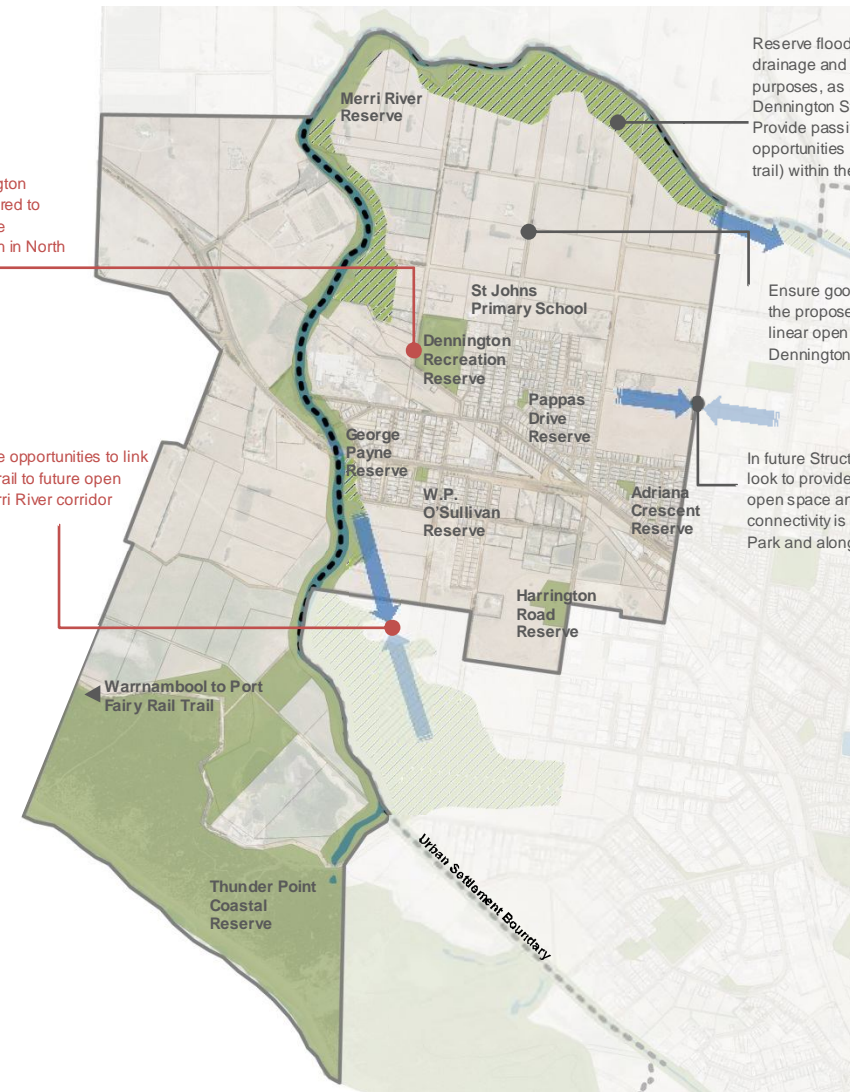 Reserve flood
drainage and
purposes, as
Dennington S
Provide passi
opportunities
trail) within the
Merri River
Reserve
gton
red to
e
n in North
St Johns
Primary School
Ensure goo
the propose
linear open
Dennington
Dennington
Recreation
Reserve
Pappas
Drive
Reserve
George
Payne
Reserve
e opportunities to link
rail to future open
rri River corridor
In future Struct
look to provide
open space an
connectivity is
Park and along
W.P.
O'Sullivan
Reserve
Adriana
Crescent
Reserve
Harrington
Road
Reserve
Warrnambool to Port
Fairy Rail Trail
Urban Settlement Boundary
Thunder Point
Coastal
Reserve